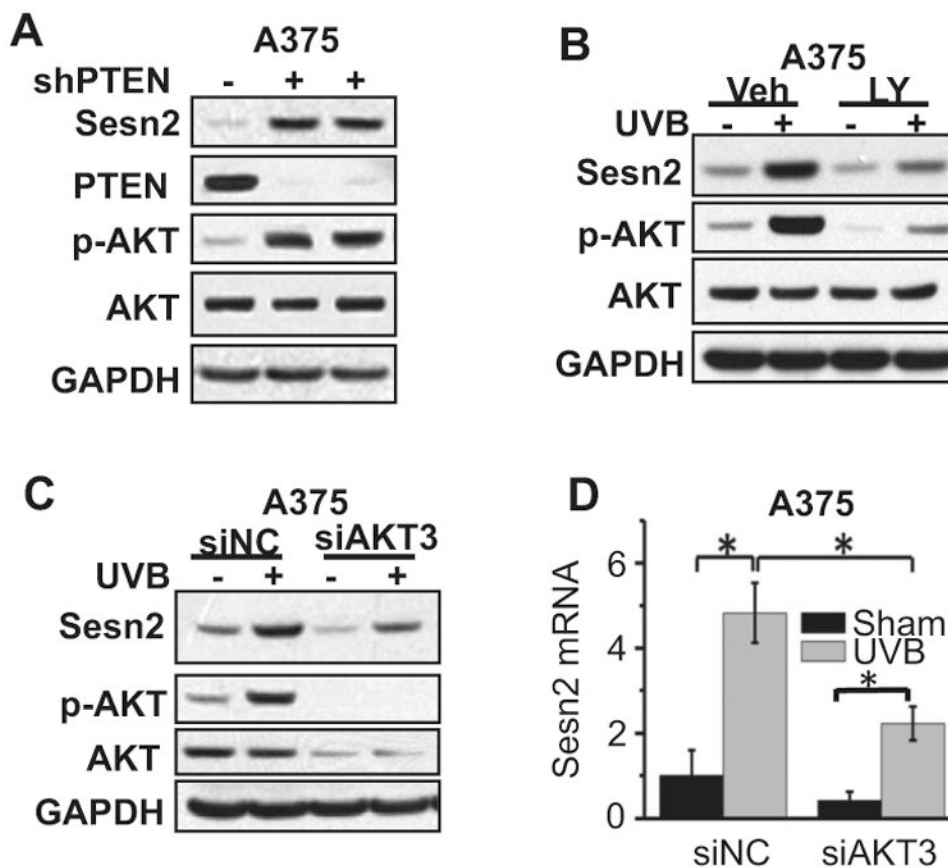 A
A375
shPTEN - + +
Sesn2
PTEN
p-AKT
AKT
GAPDH
B
A375
Veh LY
UVB - + - +
Sesn2
p-AKT
AKT
GAPDH
C
A375
siNC siAKT3
UVB - + - +
Sesn2
p-AKT
AKT
GAPDH
D
A375
Sesn2 mRNA
6
4
2
0
* *
*
Sham
UVB
siNC siAKT3